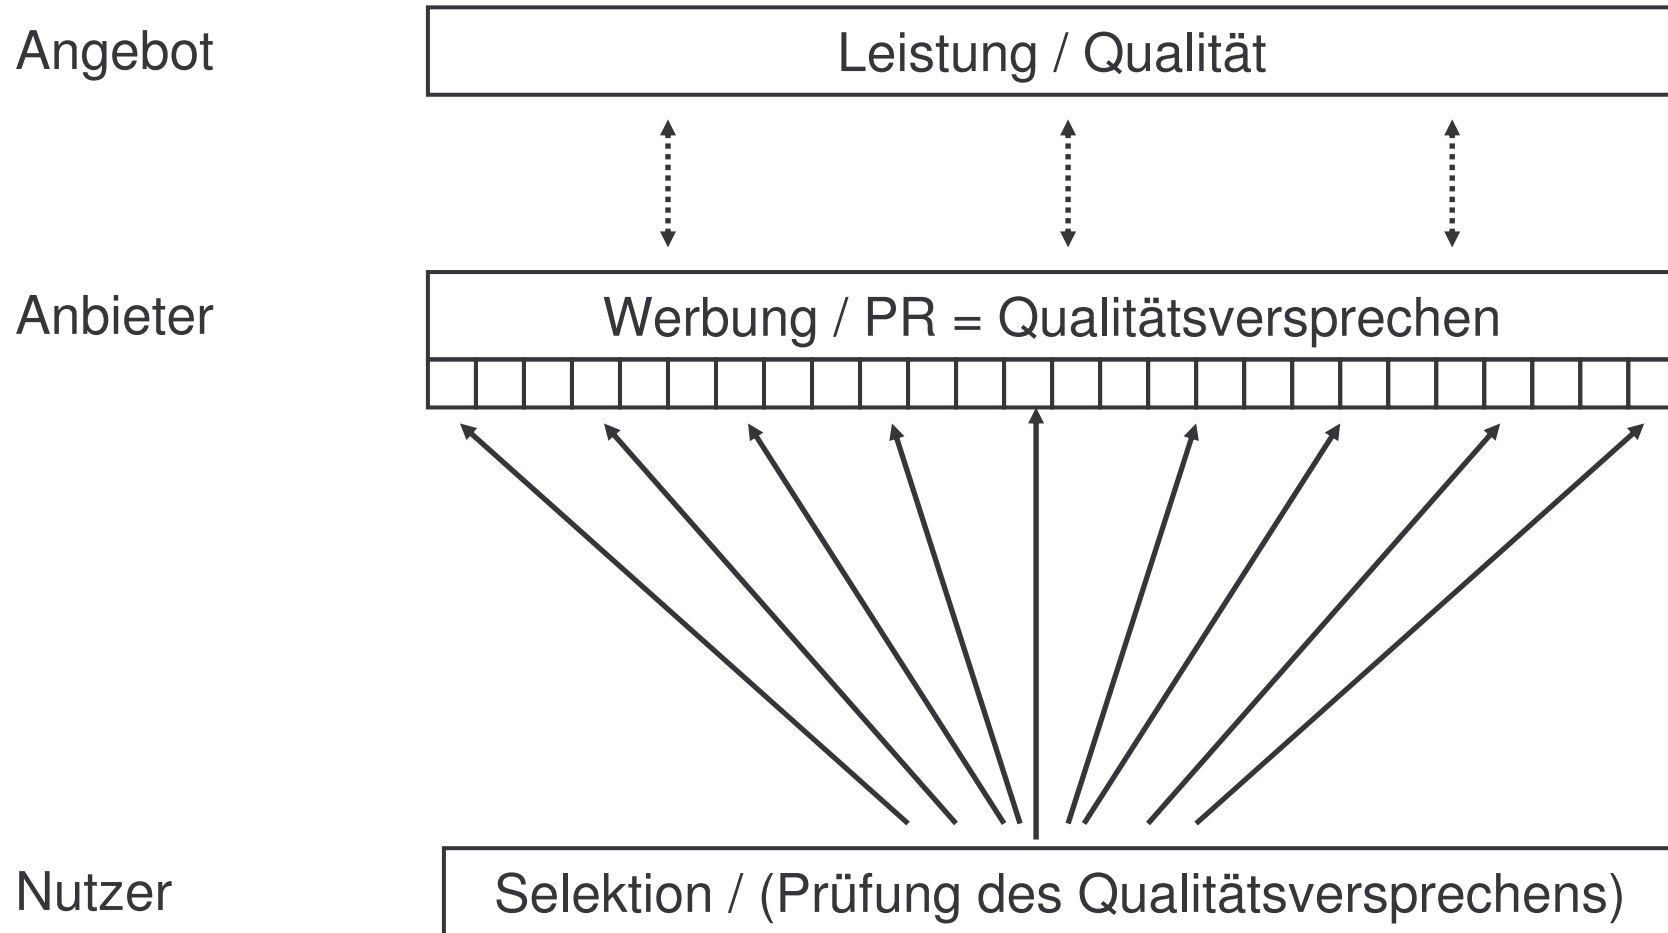 Angebot
Leistung / Qualität
Anbieter
Werbung / PR = Qualitätsversprechen
Nutzer
Selektion / (Prüfung des Qualitätsversprechens)